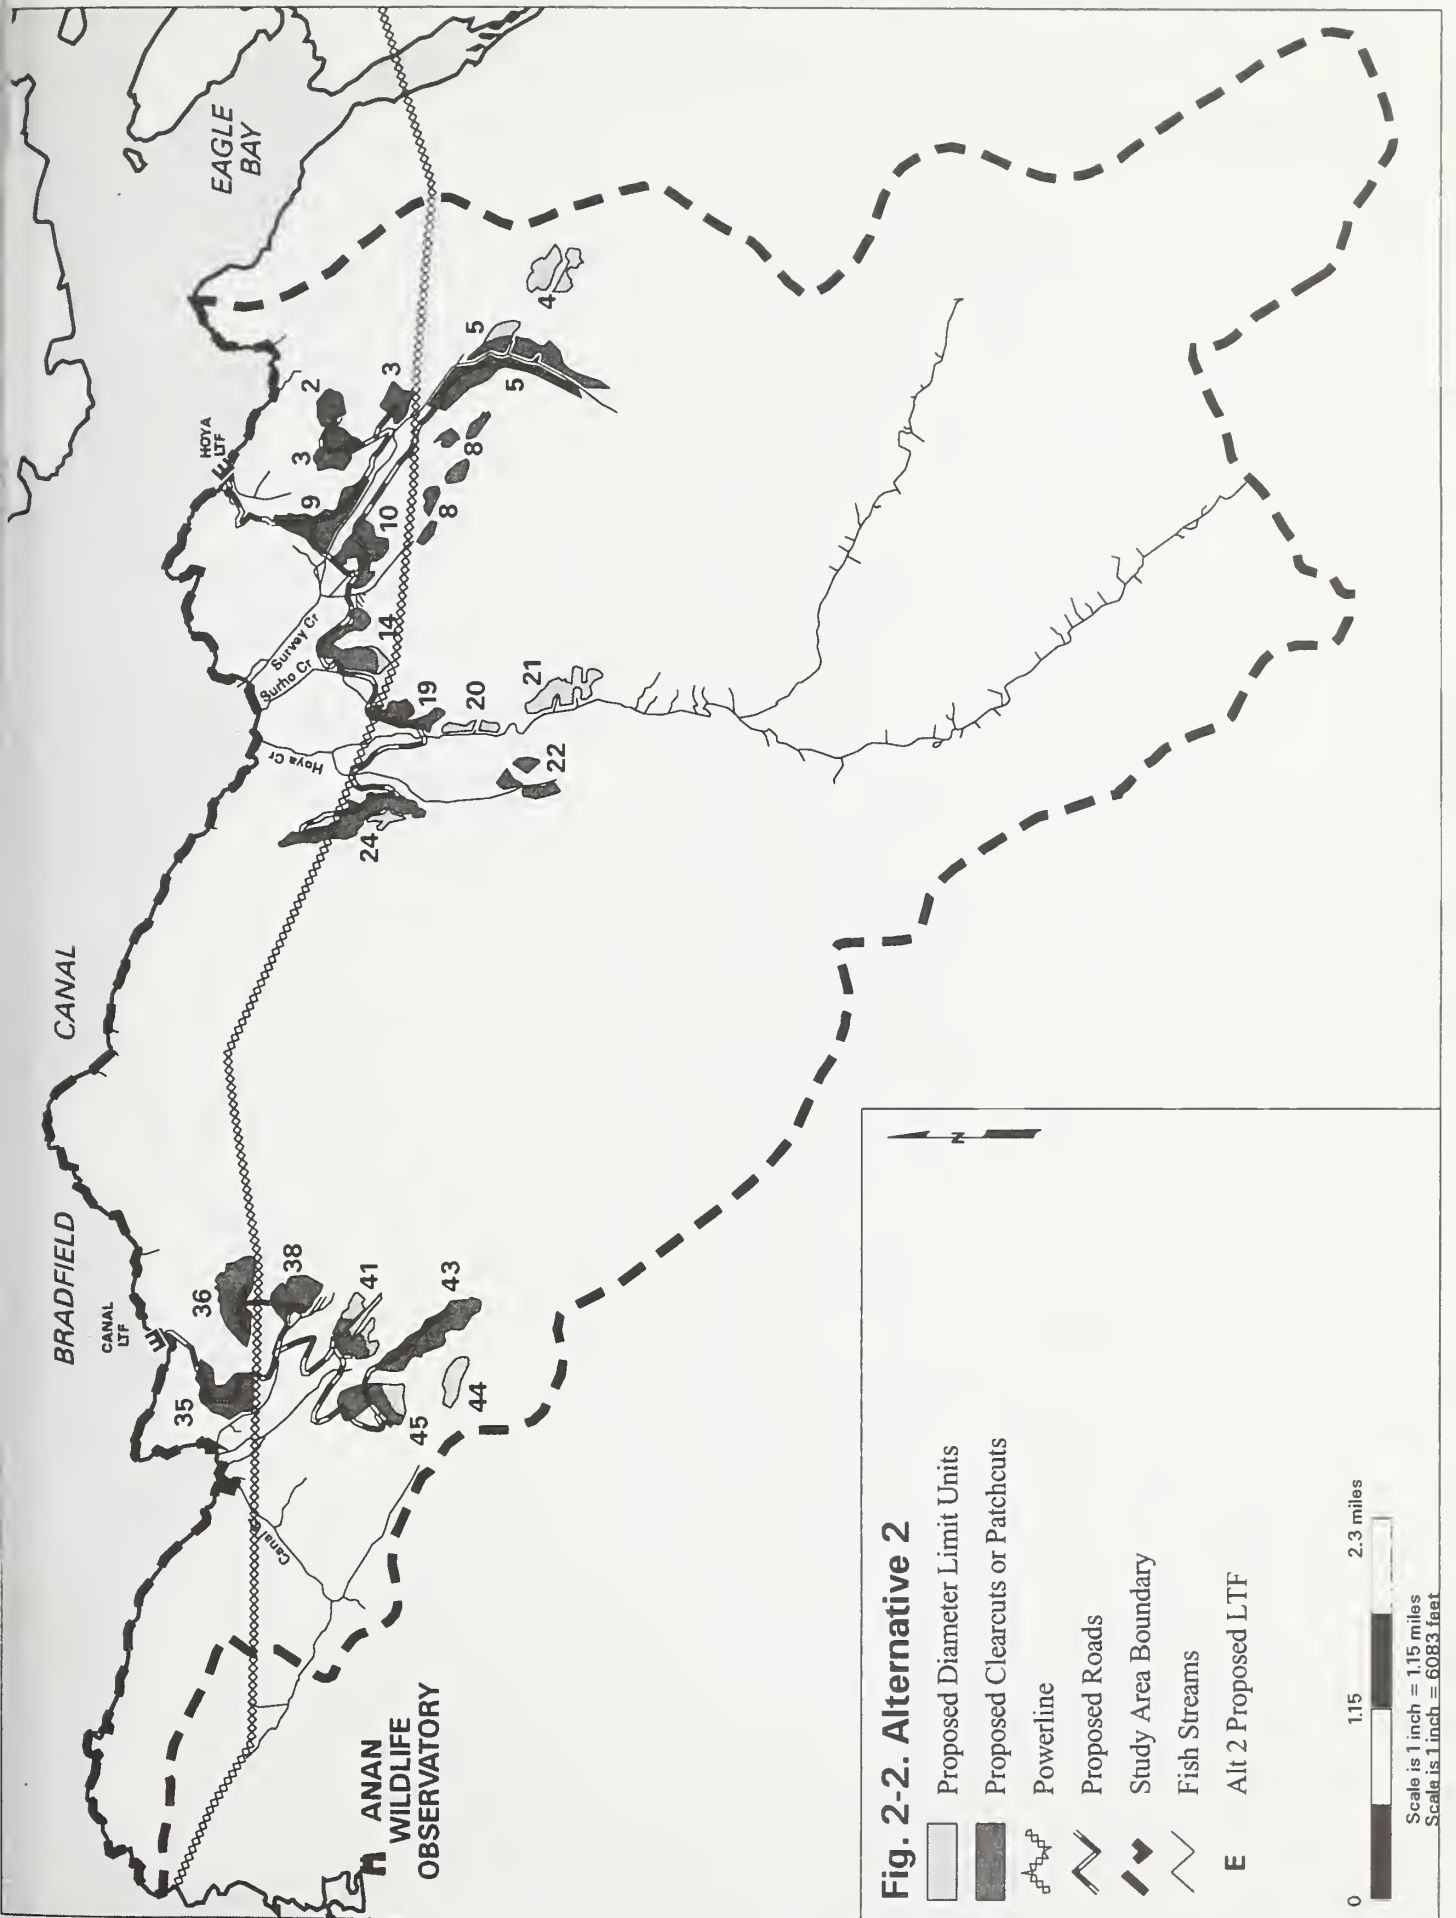 BRADFIELD
CANAL
EAGLE
BAY
CANAL
LTF
E
HOYA
LTF
E
36
38
35
41
43
44
45
24
22
19
20
21
14
10
9
3
2
3
8
8
5
5
4
Hoya Cr
Surho Cr
Survey Cr
Canal
ANAN
WILDLIFE
OBSERVATORY
N
Fig. 2-2. Alternative 2
Proposed Diameter Limit Units
Proposed Clearcuts or Patchcuts
Powerline
Proposed Roads
Study Area Boundary
Fish Streams
E Alt 2 Proposed LTF
0 1.15 2.3 miles
Scale is 1 inch = 1.15 miles
Scale is 1 inch = 6083 feet